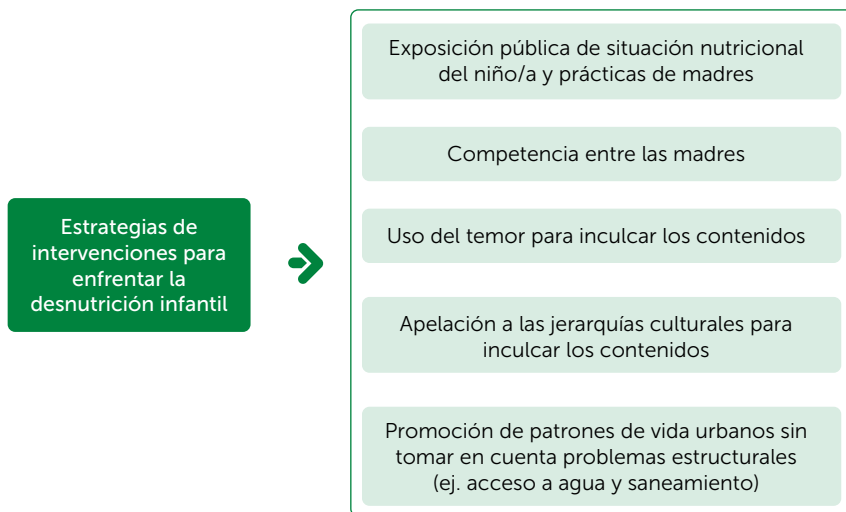 Estrategias de
intervenciones para
enfrentar la
desnutrición infantil
Exposición pública de situación nutricional
del niño/a y prácticas de madres
Competencia entre las madres
Uso del temor para inculcar los contenidos
Apelación a las jerarquías culturales para
inculcar los contenidos
Promoción de patrones de vida urbanos sin
tomar en cuenta problemas estructurales
(ej. acceso a agua y saneamiento)